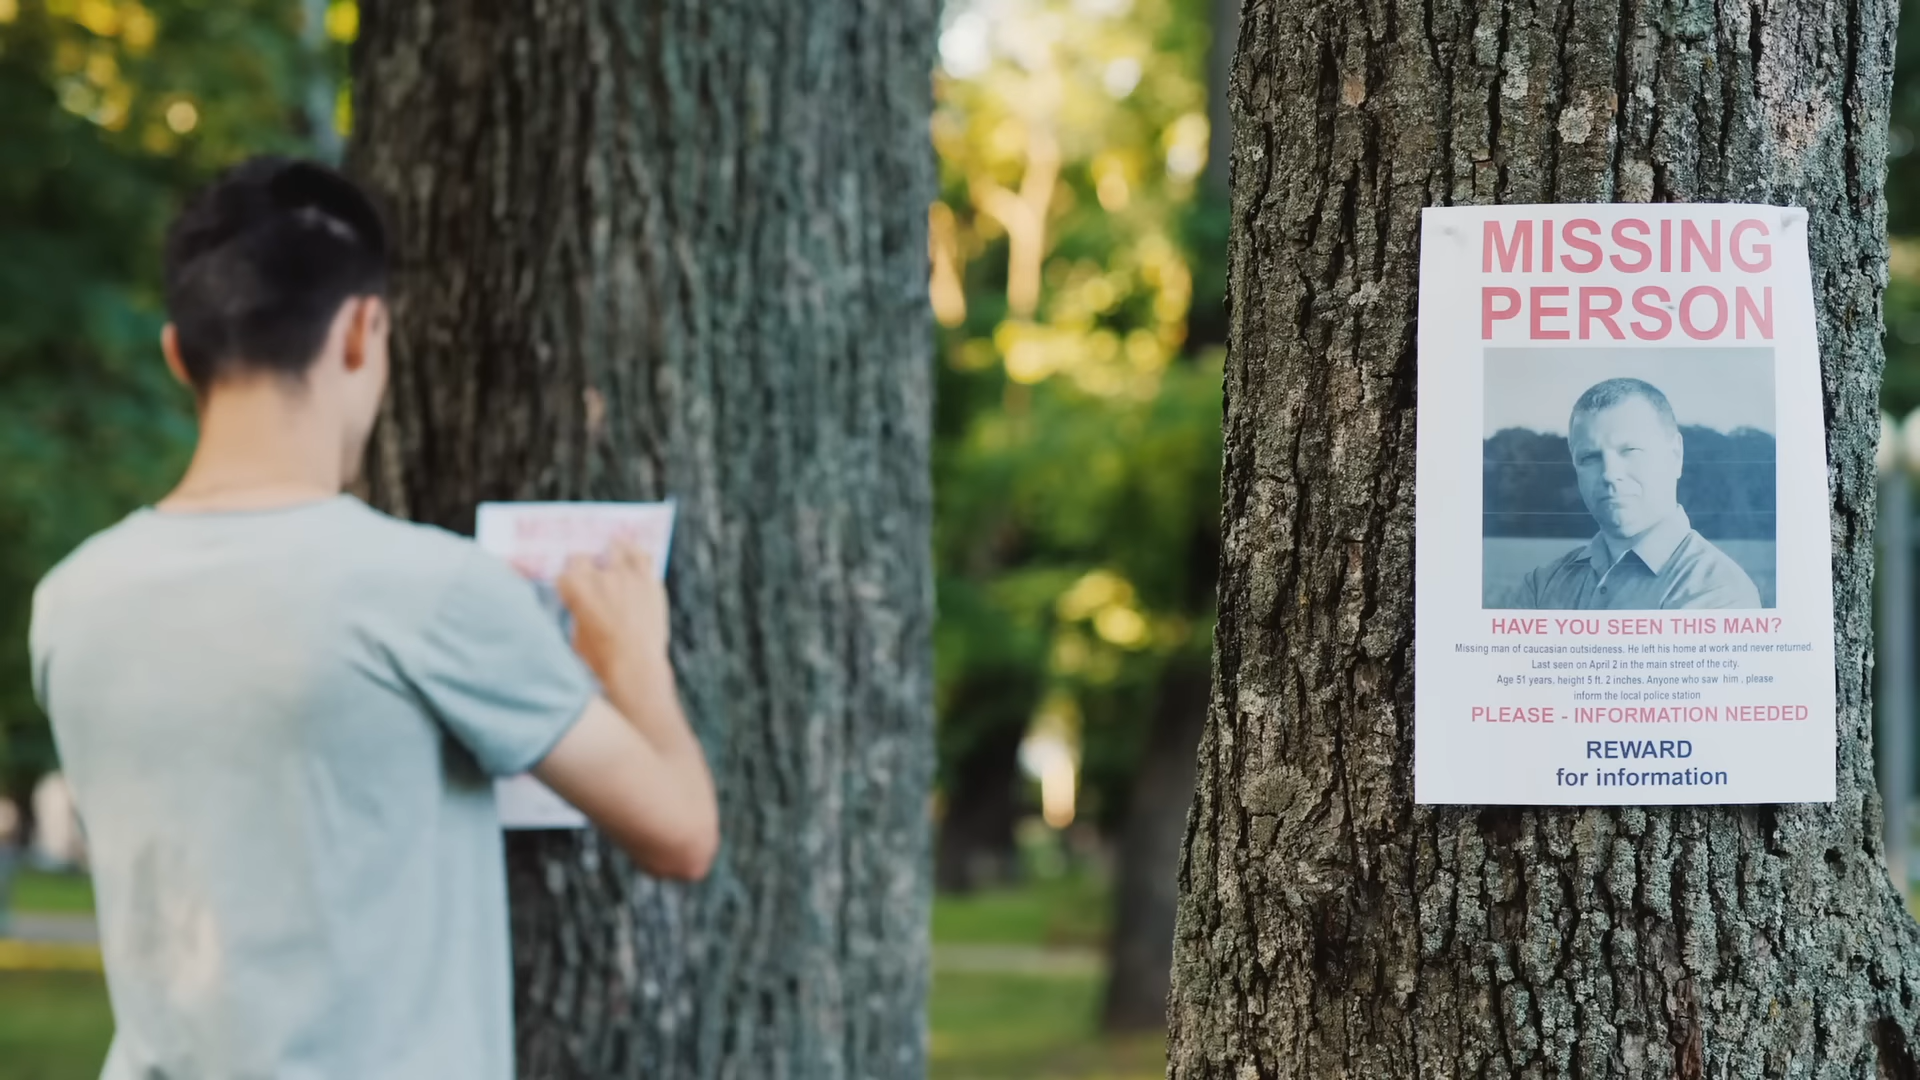 MISSING
PERSON
HAVE YOU SEEN THIS MAN?
Missing man of caucasian outsideness. He left his home at work and never returned.
Last seen on April 2 in the main street of the city.
Age 51 years, height 5 ft. 2 inches. Anyone who saw him , please
inform the local police station
PLEASE - INFORMATION NEEDED
REWARD
for information